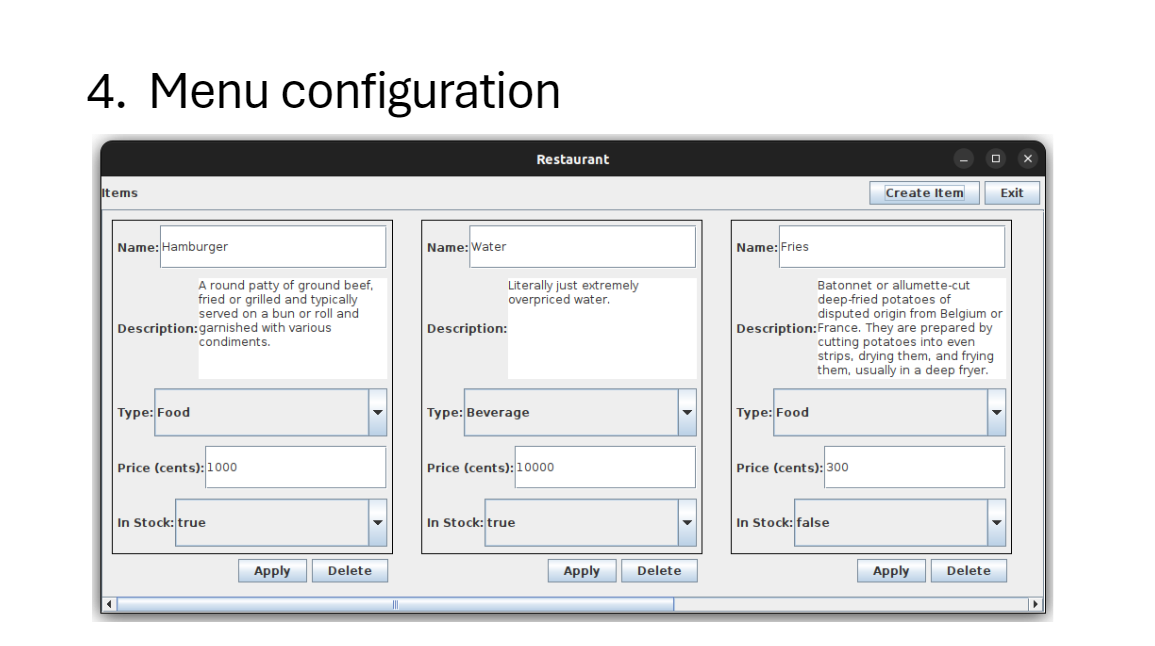 4. Menu configuration
Restaurant
Items
Create Item
Exit
Name: Hamburger
Description:
A round patty of ground beef,
fried or grilled and typically
served on a bun or roll and
garnished with various
condiments.
Type: Food
Price (cents): 1000
In Stock: true
Apply
Delete
Name: Water
Description:
Literally just extremely
overpriced water.
Type: Beverage
Price (cents): 10000
In Stock: true
Apply
Delete
Name: Fries
Description:
Batonnet or allumette-cut
deep-fried potatoes of
disputed origin from Belgium or
France. They are prepared by
cutting potatoes into even
strips, drying them, and frying
them, usually in a deep fryer.
Type: Food
Price (cents): 300
In Stock: false
Apply
Delete